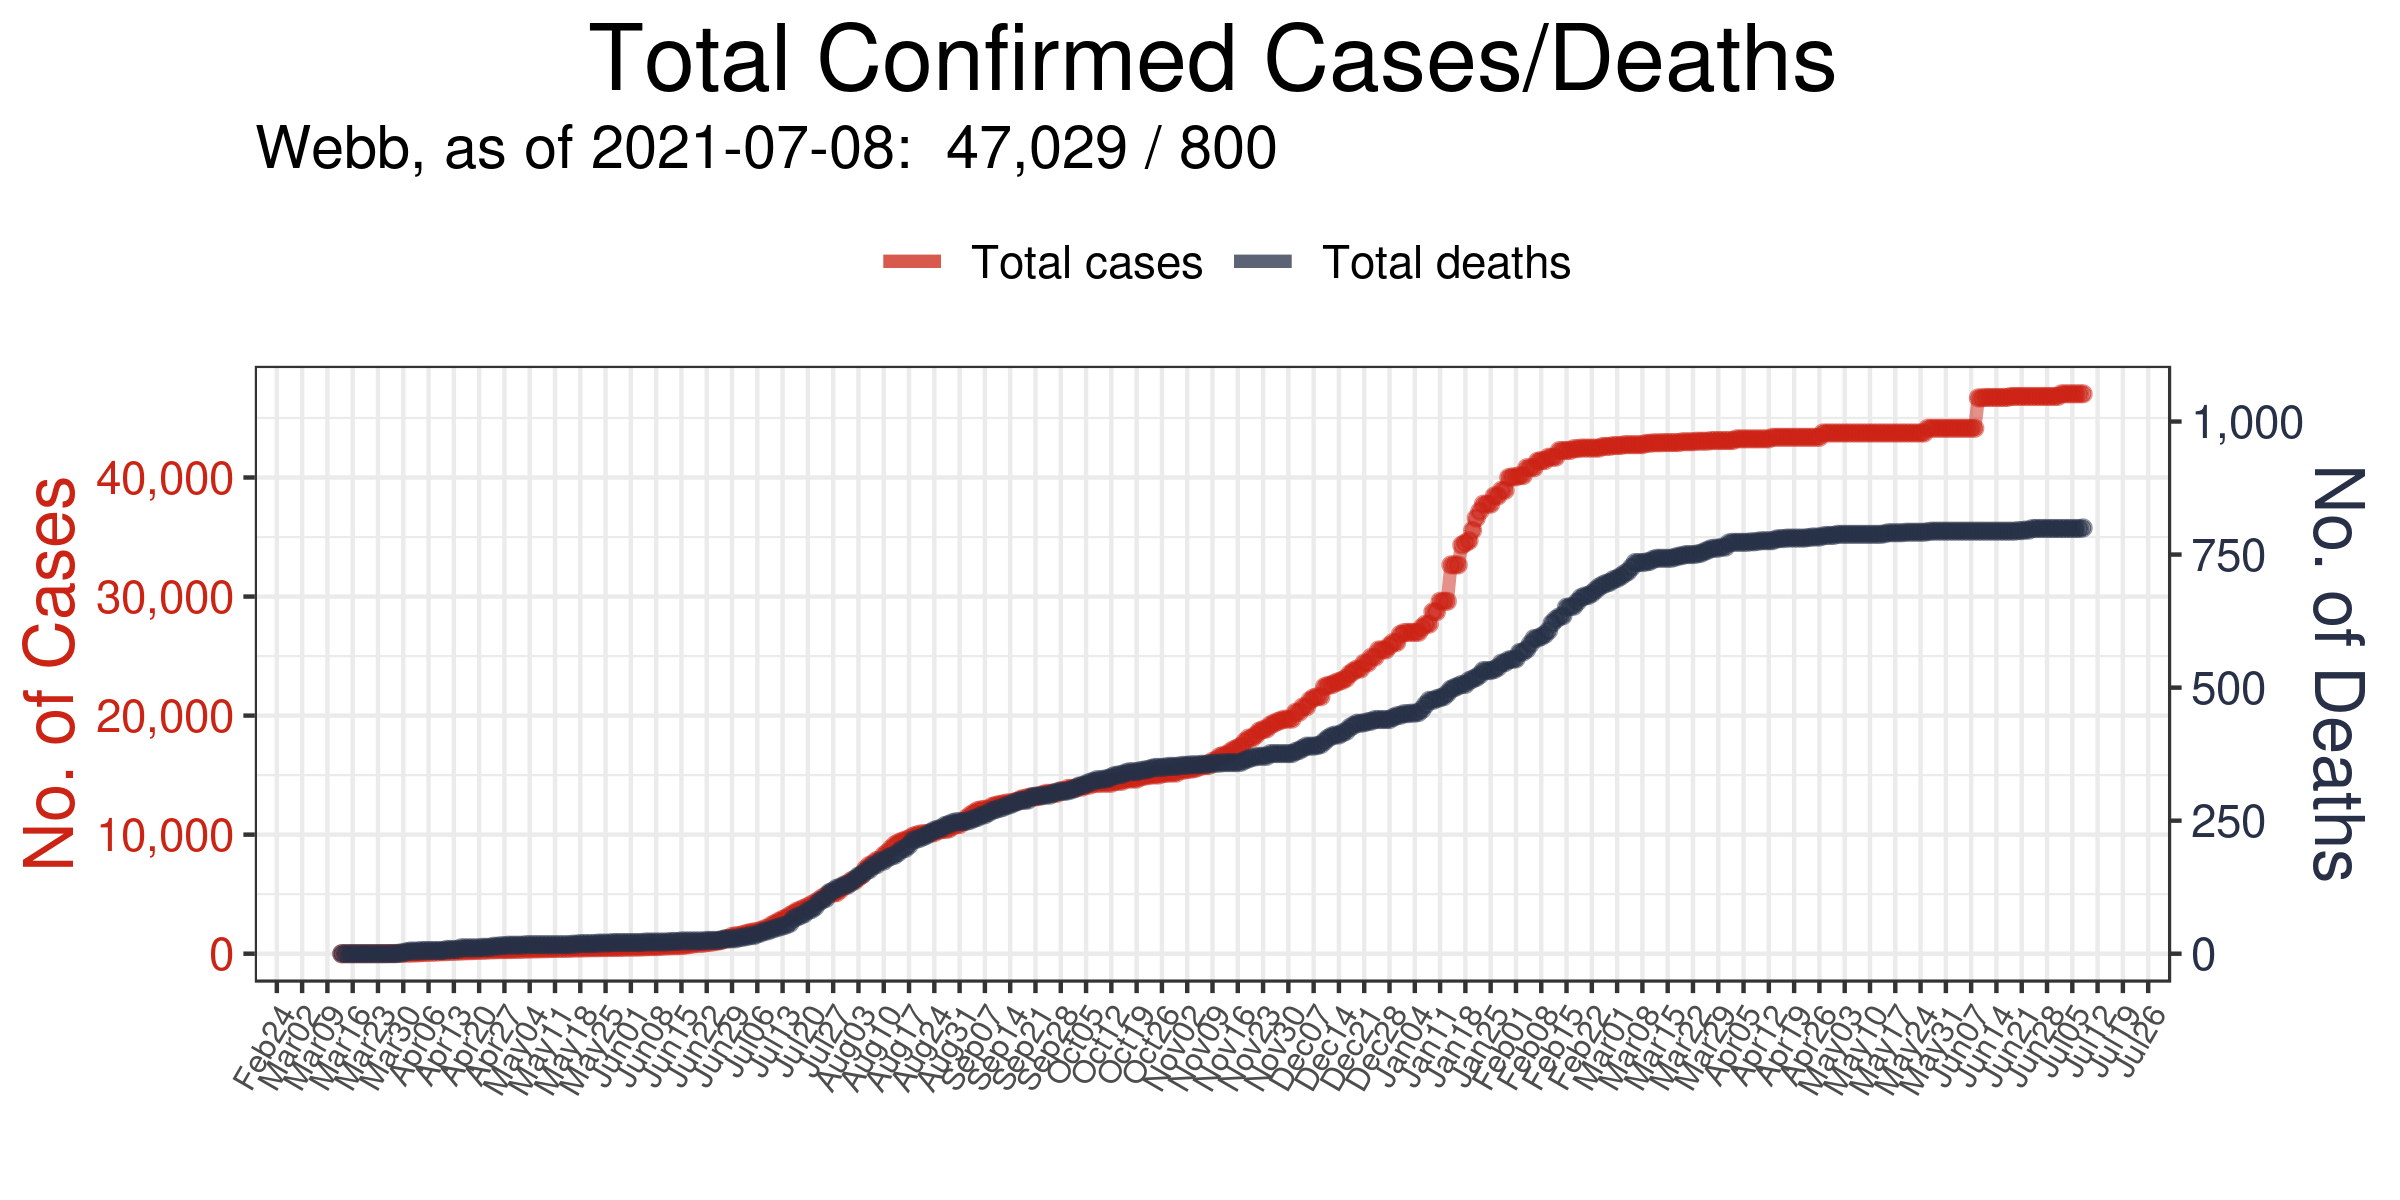 Total Confirmed Cases/Deaths
Webb, as of 2021-07-08:  47,029 / 800
Total cases
Total deaths
No. of Cases
40,000
30,000
20,000
10,000
0
1,000
750
500
250
0
No. of Deaths
Feb24
Mar02
Mar09
Mar16
Mar23
Mar30
Apr06
Apr13
Apr20
Apr27
May04
May11
May18
May25
Jun01
Jun08
Jun15
Jun22
Jun29
Jul06
Jul13
Jul20
Jul27
Aug03
Aug10
Aug17
Aug24
Aug31
Sep07
Sep14
Sep21
Sep28
Oct05
Oct12
Oct19
Oct26
Nov02
Nov09
Nov16
Nov23
Nov30
Dec07
Dec14
Dec21
Dec28
Jan04
Jan11
Jan18
Jan25
Feb01
Feb08
Feb15
Feb22
Mar01
Mar08
Mar15
Mar22
Mar29
Apr05
Apr12
Apr19
Apr26
May03
May10
May17
May24
May31
Jun07
Jun14
Jun21
Jun28
Jul05
Jul12
Jul19
Jul26